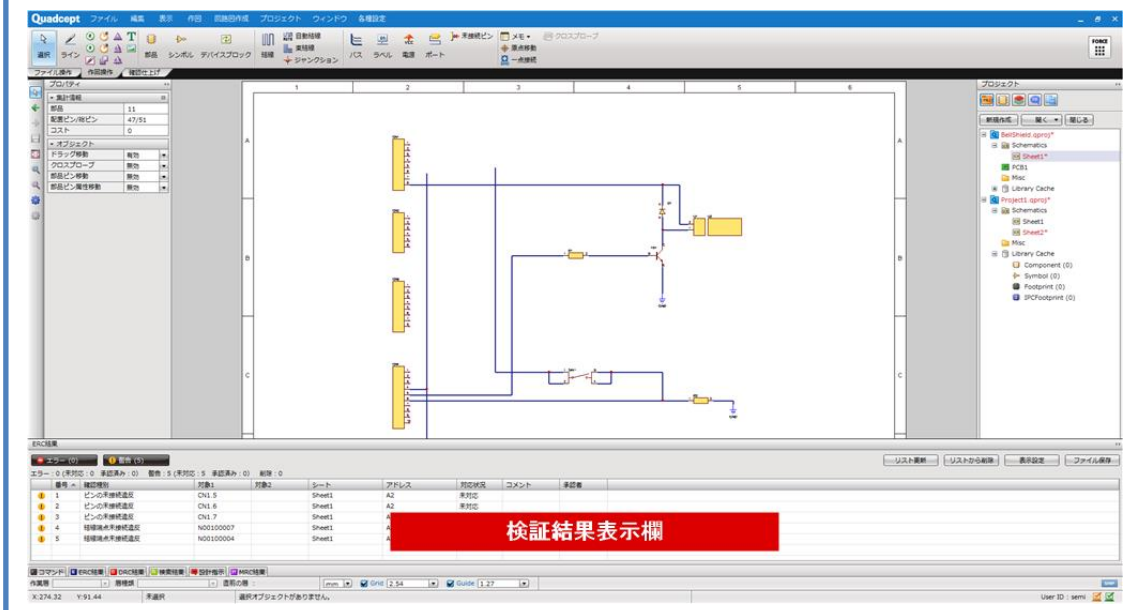 Quadcept ファイル 編集 表示 作図 回路図作成 プロジェクト ウィンドウ 各種設定
選択 ライン 部品 シンボル デバイスブロック 結線 自動結線 束結線 ジャンクション バス ラベル 電源 ポート 未接続ピン メモ 原点移動 一点接続 クロスプローブ
FORCE
ファイル操作 作図操作 確認仕上げ
プロパティ
集計情報
部品 11
配置ピン/総ピン 47/51
コスト 0
オブジェクト
ドラッグ移動 有効
クロスプローブ 無効
部品ピン移動 無効
部品ピン属性移動 無効
1 2 3 4 5 6
A A
B B
C C
プロジェクト
新規作成 開く 閉じる
BellShield.qproj*
Schematics
Sheet1*
PCB1
Misc
Library Cache
Project1.qproj*
Schematics
Sheet1
Sheet2*
Misc
Library Cache
Component (0)
Symbol (0)
Footprint (0)
IPCFootprint (0)
ERC結果
エラー (0) 警告 (5)
リスト更新 リストから削除 表示設定 ファイル保存
エラー : 0 (未対応 : 0 承認済み : 0) 警告 : 5 (未対応 : 5 承認済み : 0) 削除 : 0
番号 確認種別 対象1 対象2 シート アドレス 対応状況 コメント 承認者
1 ピンの未接続違反 CN1.5 Sheet1 A2 未対応
2 ピンの未接続違反 CN1.6 Sheet1 A2 未対応
3 ピンの未接続違反 CN1.7 Sheet1
4 結線端点未接続違反 N00100007 Sheet1
5 結線端点未接続違反 N00100004 Sheet1
検証結果表示欄
コマンド ERC結果 DRC結果 検索結果 設計指示 MRC結果
作業層 層種類 直前の層 : mm Grid 2.54 Guide 1.27
X:274.32 Y:91.44 未選択 選択オブジェクトがありません。 User ID : semi